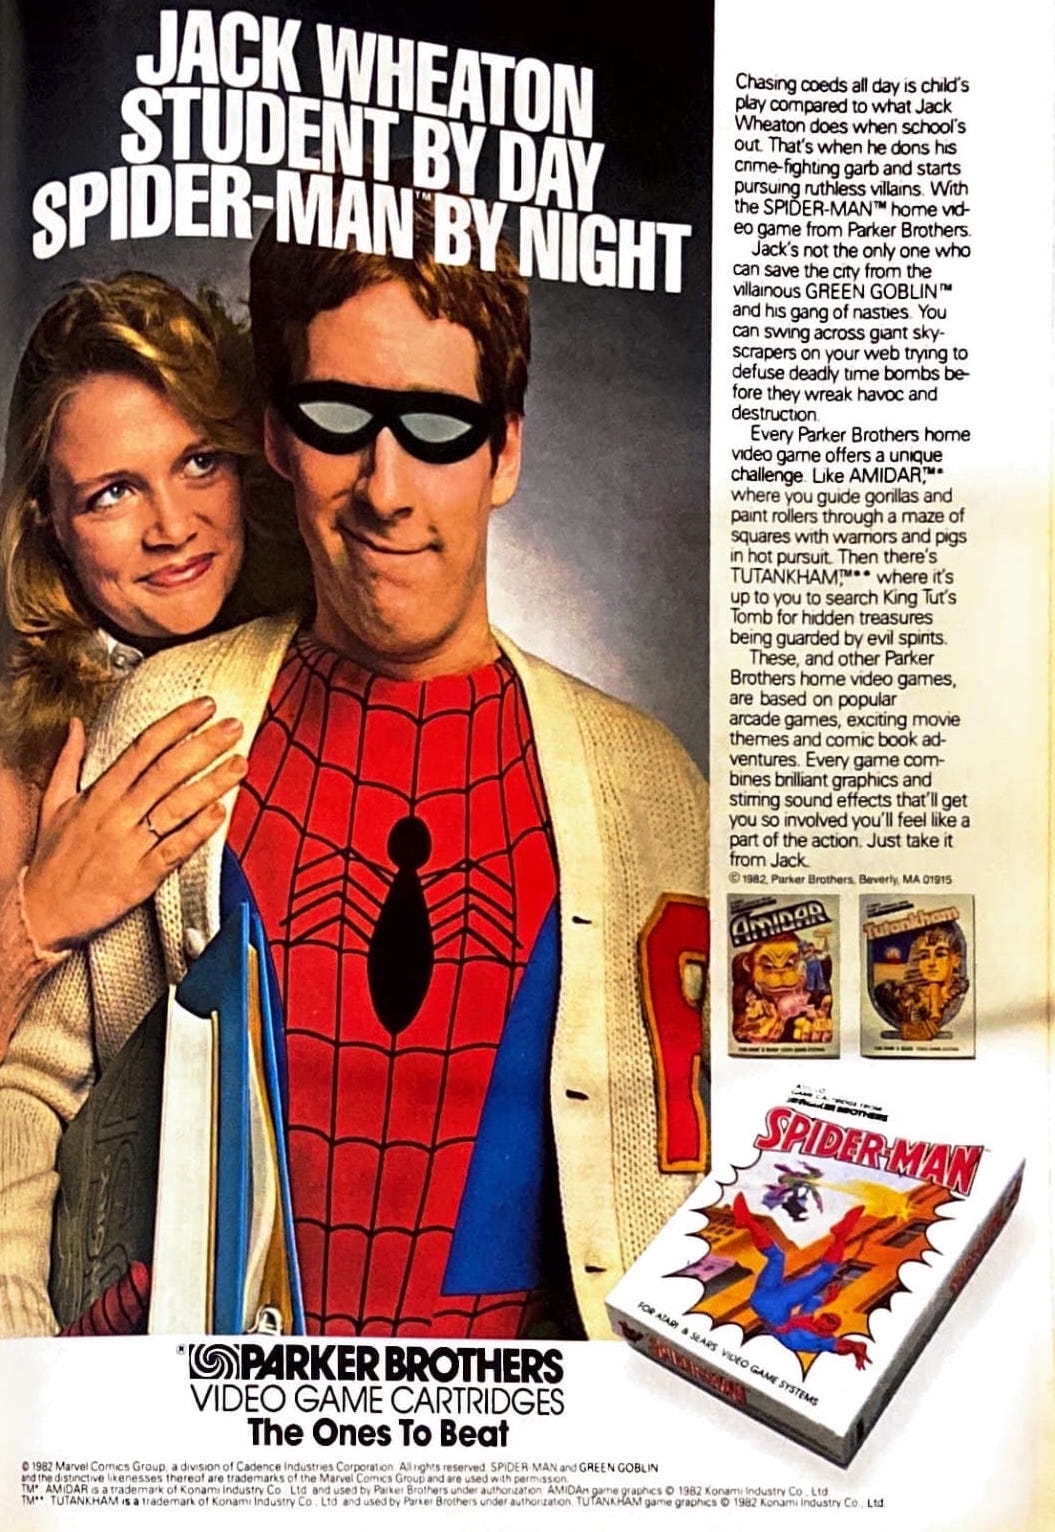 JACK WHEATON
STUDENT BY DAY
SPIDER-MAN™ BY NIGHT
Chasing coeds all day is child's
play compared to what Jack
Wheaton does when school's
out. That's when he dons his
crime-fighting garb and starts
pursuing ruthless villains. With
the SPIDER-MAN™ home vid-
eo game from Parker Brothers.
Jack's not the only one who
can save the city from the
villainous GREEN GOBLIN™
and his gang of nasties. You
can swing across giant sky-
scrapers on your web trying to
defuse deadly time bombs be-
fore they wreak havoc and
destruction.
Every Parker Brothers home
video game offers a unique
challenge. Like AMIDAR,™*
where you guide gorillas and
paint rollers through a maze of
squares with warriors and pigs
in hot pursuit. Then there's
TUTANKHAM,™** where it's
up to you to search King Tut's
Tomb for hidden treasures
being guarded by evil spirits.
These, and other Parker
Brothers home video games,
are based on popular
arcade games, exciting movie
themes and comic book ad-
ventures. Every game com-
bines brilliant graphics and
stirring sound effects that'll get
you so involved you'll feel like a
part of the action. Just take it
from Jack.
© 1982, Parker Brothers, Beverly, MA 01915
AMIDAR
Tutankham
PARKER BROTHERS
SPIDER-MAN
FOR ATARI & SEARS VIDEO GAME SYSTEMS
SPIDER-MAN
® PARKER BROTHERS
VIDEO GAME CARTRIDGES
The Ones To Beat
© 1982 Marvel Comics Group, a division of Cadence Industries Corporation. All rights reserved. SPIDER-MAN and GREEN GOBLIN
and the distinctive likenesses thereof are trademarks of the Marvel Comics Group and are used with permission.
TM* AMIDAR is a trademark of Konami Industry Co., Ltd. and used by Parker Brothers under authorization. AMIDAR game graphics © 1982 Konami Industry Co., Ltd.
TM** TUTANKHAM is a trademark of Konami Industry Co., Ltd. and used by Parker Brothers under authorization. TUTANKHAM game graphics © 1982 Konami Industry Co., Ltd.